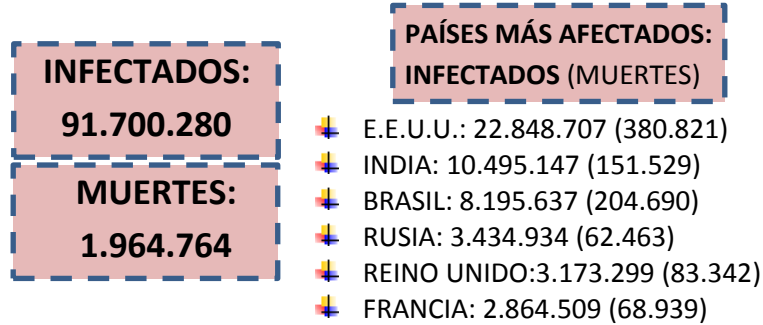 INFECTADOS:
91.700.280
MUERTES:
1.964.764
PAÍSES MÁS AFECTADOS:
INFECTADOS (MUERTES)
E.E.U.U.: 22.848.707 (380.821)
INDIA: 10.495.147 (151.529)
BRASIL: 8.195.637 (204.690)
RUSIA: 3.434.934 (62.463)
REINO UNIDO:3.173.299 (83.342)
FRANCIA: 2.864.509 (68.939)